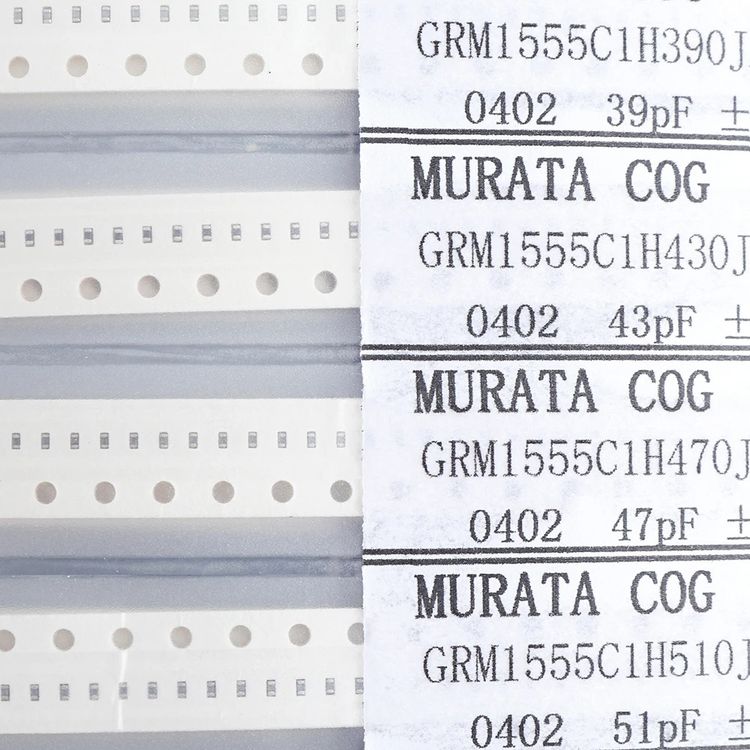 GRM1555C1H390J
0402 39pF ±
MURATA COG
GRM1555C1H430J
0402 43pF ±
MURATA COG
GRM1555C1H470J
0402 47pF ±
MURATA COG
GRM1555C1H510J
0402 51pF ±